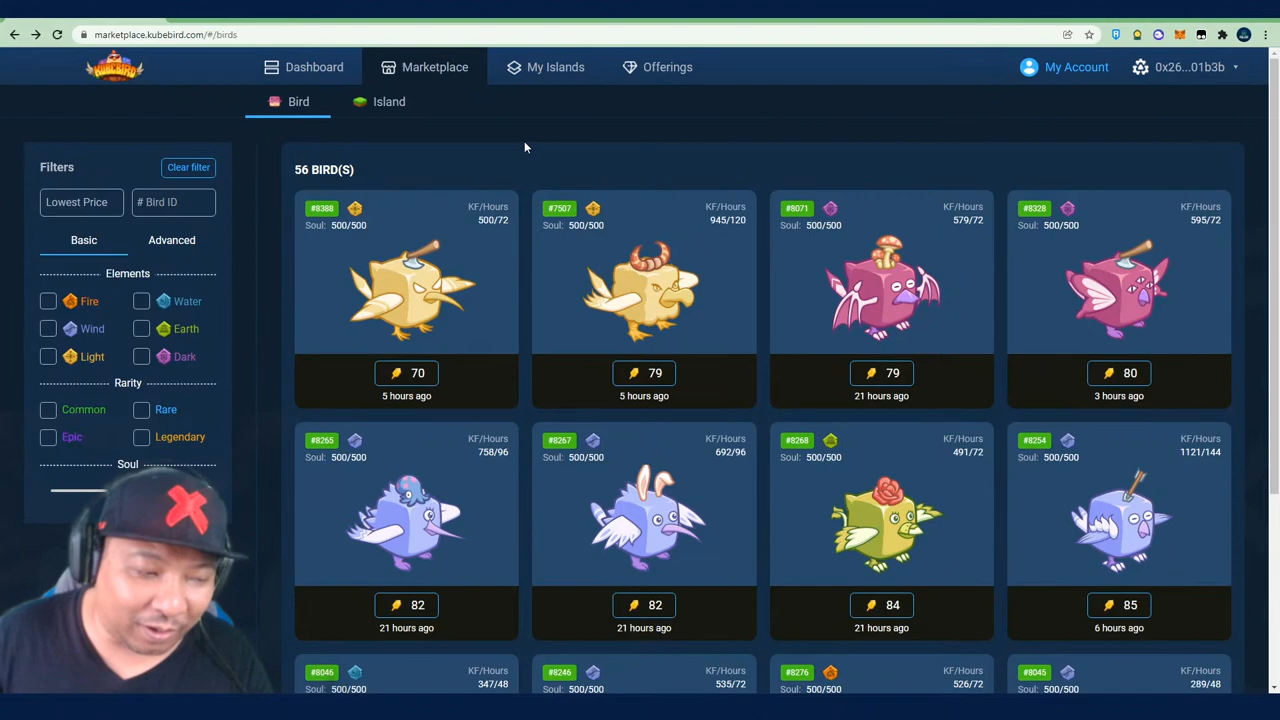 marketplace.kubebird.com/#/birds
KUBEBIRD
Dashboard
Marketplace
My Islands
Offerings
My Account
0x26...01b3b
Bird
Island
Filters
Clear filter
Lowest Price
# Bird ID
Basic
Advanced
Elements
Fire
Water
Wind
Earth
Light
Dark
Rarity
Common
Rare
Epic
Legendary
Soul
56 BIRD(S)
#8388
KF/Hours
Soul: 500/500
500/72
70
5 hours ago
#7507
KF/Hours
Soul: 500/500
945/120
79
5 hours ago
#8071
KF/Hours
Soul: 500/500
579/72
79
21 hours ago
#8328
KF/Hours
Soul: 500/500
595/72
80
3 hours ago
#8265
KF/Hours
Soul: 500/500
758/96
82
21 hours ago
#8267
KF/Hours
Soul: 500/500
692/96
82
21 hours ago
#8268
KF/Hours
Soul: 500/500
491/72
84
21 hours ago
#8254
KF/Hours
Soul: 500/500
1121/144
85
6 hours ago
#8046
KF/Hours
Soul: 500/500
347/48
#8246
KF/Hours
Soul: 500/500
535/72
#8276
KF/Hours
Soul: 500/500
526/72
#8045
KF/Hours
Soul: 500/500
289/48